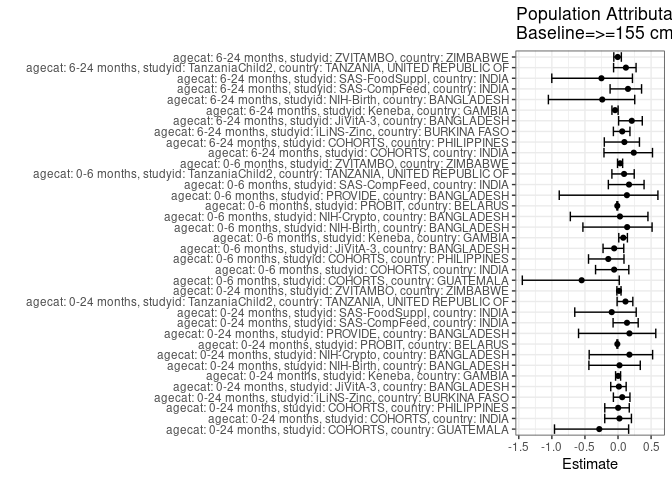 Population Attributa
Baseline=>=155 cm
agecat: 6-24 months, studyid: ZVITAMBO, country: ZIMBABWE
agecat: 6-24 months, studyid: TanzaniaChild2, country: TANZANIA, UNITED REPUBLIC OF
agecat: 6-24 months, studyid: SAS-FoodSuppl, country: INDIA
agecat: 6-24 months, studyid: SAS-CompFeed, country: INDIA
agecat: 6-24 months, studyid: NIH-Birth, country: BANGLADESH
agecat: 6-24 months, studyid: Keneba, country: GAMBIA
agecat: 6-24 months, studyid: JiVitA-3, country: BANGLADESH
agecat: 6-24 months, studyid: iLiNS-Zinc, country: BURKINA FASO
agecat: 6-24 months, studyid: COHORTS, country: PHILIPPINES
agecat: 6-24 months, studyid: COHORTS, country: INDIA
agecat: 0-6 months, studyid: ZVITAMBO, country: ZIMBABWE
agecat: 0-6 months, studyid: TanzaniaChild2, country: TANZANIA, UNITED REPUBLIC OF
agecat: 0-6 months, studyid: SAS-CompFeed, country: INDIA
agecat: 0-6 months, studyid: PROVIDE, country: BANGLADESH
agecat: 0-6 months, studyid: PROBIT, country: BELARUS
agecat: 0-6 months, studyid: NIH-Crypto, country: BANGLADESH
agecat: 0-6 months, studyid: NIH-Birth, country: BANGLADESH
agecat: 0-6 months, studyid: Keneba, country: GAMBIA
agecat: 0-6 months, studyid: JiVitA-3, country: BANGLADESH
agecat: 0-6 months, studyid: COHORTS, country: PHILIPPINES
agecat: 0-6 months, studyid: COHORTS, country: INDIA
agecat: 0-6 months, studyid: COHORTS, country: GUATEMALA
agecat: 0-24 months, studyid: ZVITAMBO, country: ZIMBABWE
agecat: 0-24 months, studyid: TanzaniaChild2, country: TANZANIA, UNITED REPUBLIC OF
agecat: 0-24 months, studyid: SAS-FoodSuppl, country: INDIA
agecat: 0-24 months, studyid: SAS-CompFeed, country: INDIA
agecat: 0-24 months, studyid: PROVIDE, country: BANGLADESH
agecat: 0-24 months, studyid: PROBIT, country: BELARUS
agecat: 0-24 months, studyid: NIH-Crypto, country: BANGLADESH
agecat: 0-24 months, studyid: NIH-Birth, country: BANGLADESH
agecat: 0-24 months, studyid: Keneba, country: GAMBIA
agecat: 0-24 months, studyid: JiVitA-3, country: BANGLADESH
agecat: 0-24 months, studyid: iLiNS-Zinc, country: BURKINA FASO
agecat: 0-24 months, studyid: COHORTS, country: PHILIPPINES
agecat: 0-24 months, studyid: COHORTS, country: INDIA
agecat: 0-24 months, studyid: COHORTS, country: GUATEMALA
-1.5 -1.0 -0.5 0.0 0.5
Estimate